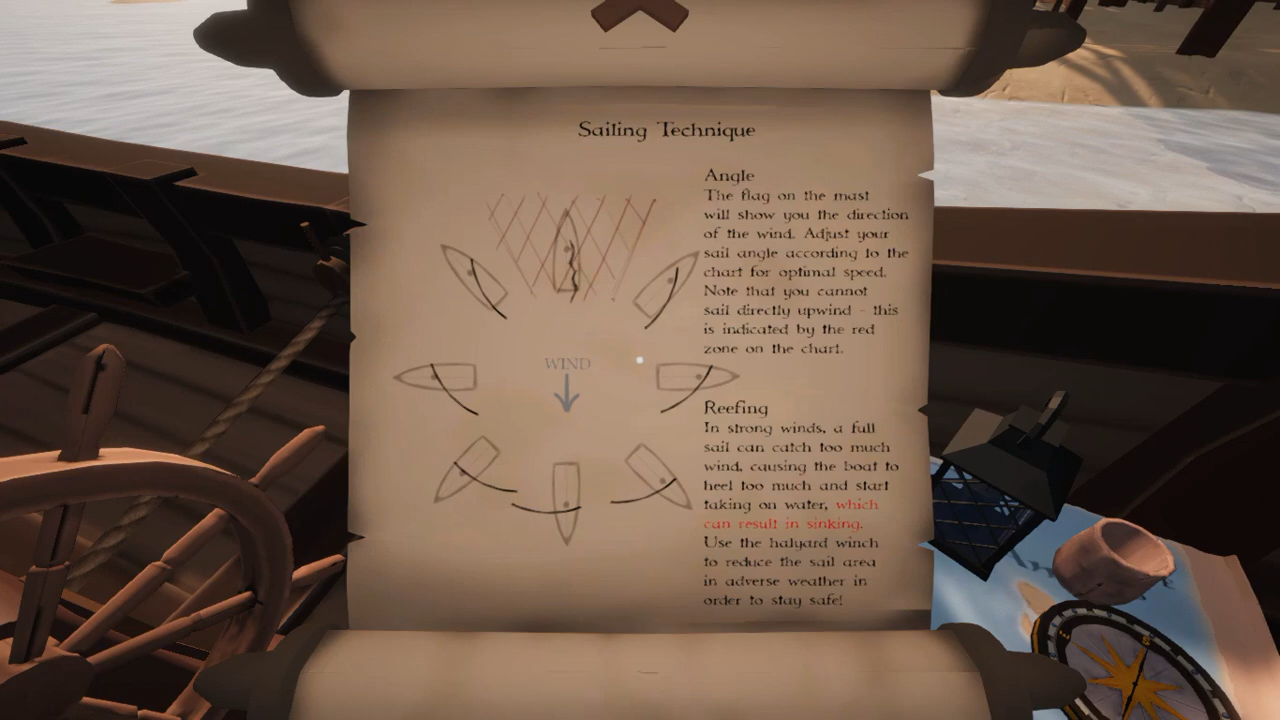 Sailing Technique
Angle
The flag on the mast
will show you the direction
of the wind. Adjust your
sail angle according to the
chart for optimal speed.
Note that you cannot
sail directly upwind - this
is indicated by the red
zone on the chart.
WIND
Reefing
In strong winds, a full
sail can catch too much
wind, causing the boat to
heel too much and start
taking on water, which
can result in sinking.
Use the halyard winch
to reduce the sail area
in adverse weather in
order to stay safe!